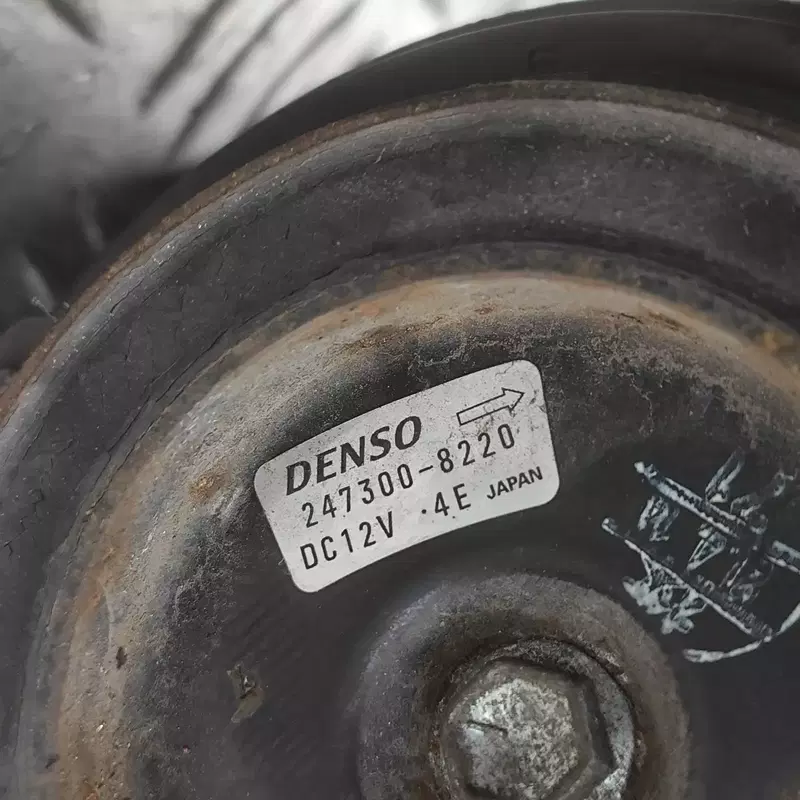 DENSO
247300-8220
DC12V ·4E JAPAN